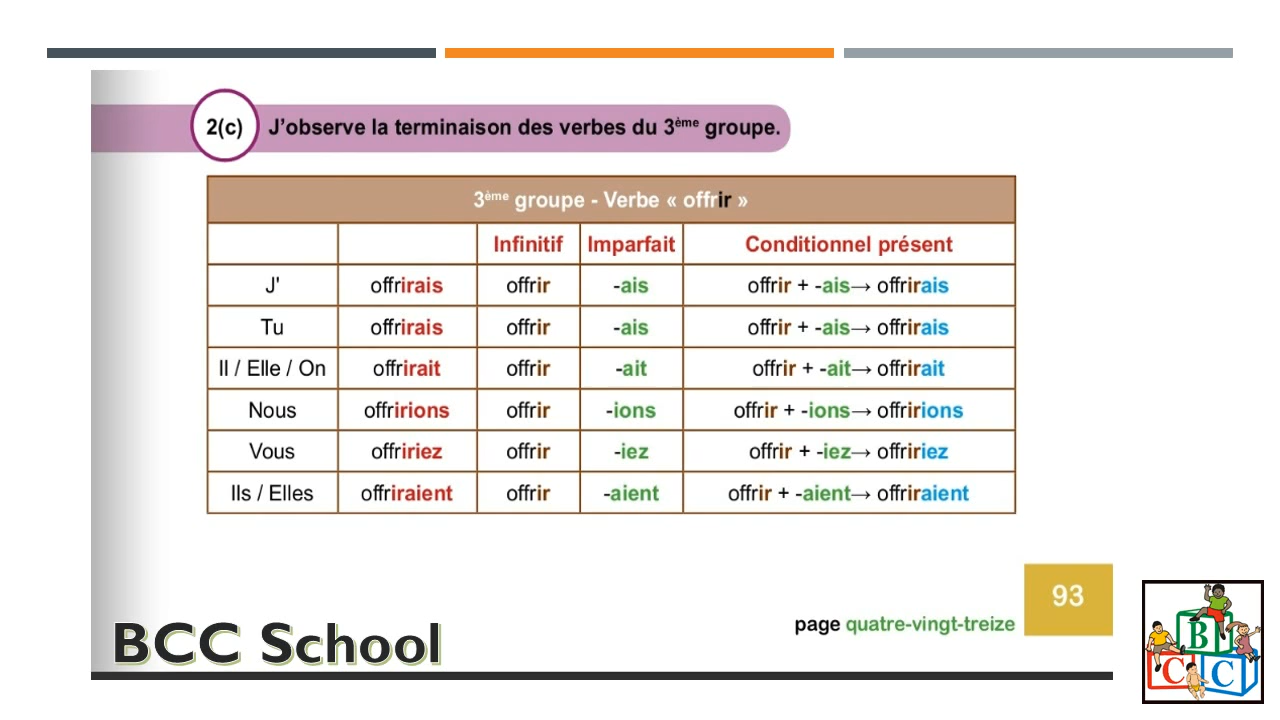 2(c) J'observe la terminaison des verbes du 3ème groupe.
3ème groupe - Verbe « offrir »
Infinitif Imparfait Conditionnel présent
J' offrirais offrir -ais offrir + -ais→ offrirais
Tu offrirais offrir -ais offrir + -ais→ offrirais
Il / Elle / On offrirait offrir -ait offrir + -ait→ offrirait
Nous offririons offrir -ions offrir + -ions→ offririons
Vous offririez offrir -iez offrir + -iez→ offririez
Ils / Elles offriraient offrir -aient offrir + -aient→ offriraient
93
page quatre-vingt-treize
BCC School
B
C C